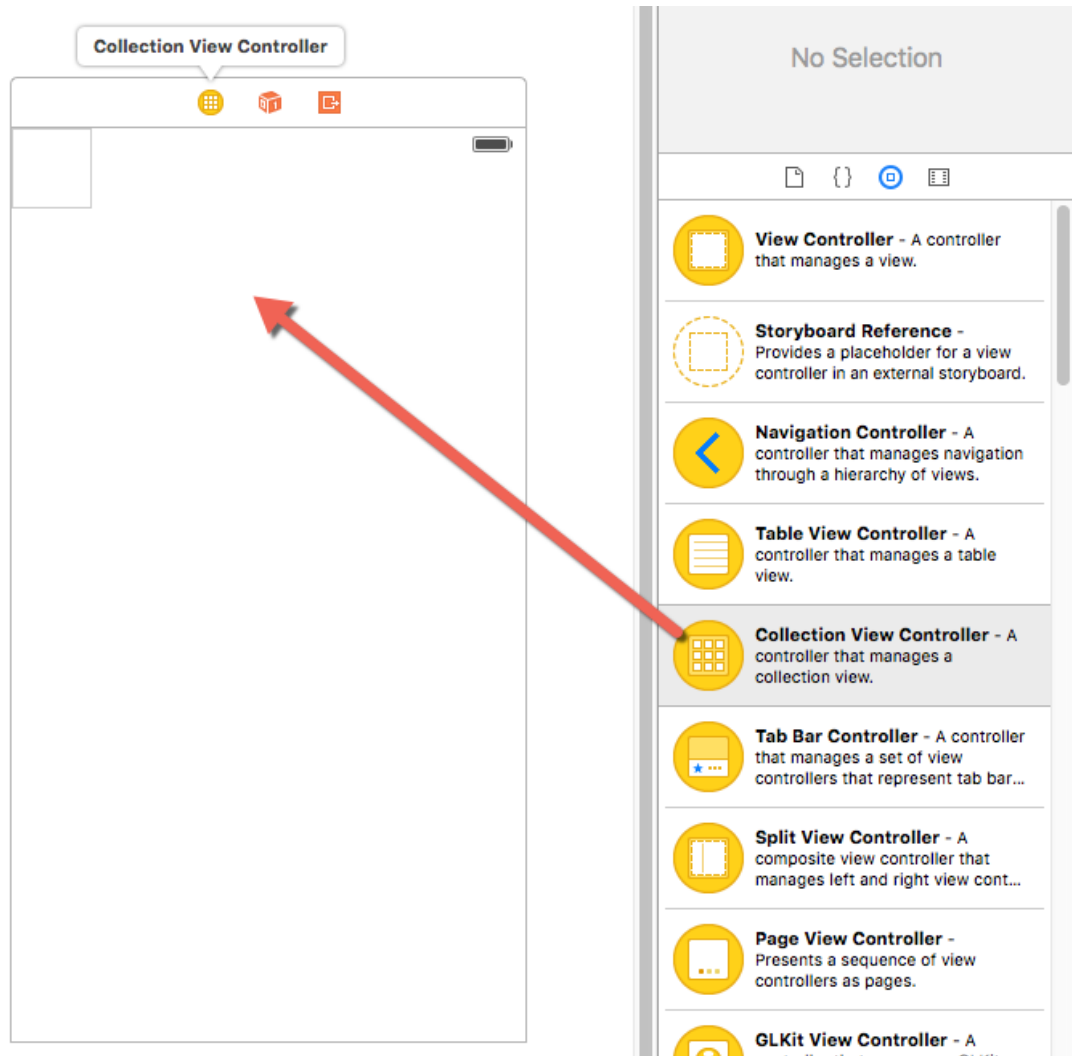 Collection View Controller
No Selection
View Controller - A controller
that manages a view.
Storyboard Reference -
Provides a placeholder for a view
controller in an external storyboard.
Navigation Controller - A
controller that manages navigation
through a hierarchy of views.
Table View Controller - A
controller that manages a table
view.
Collection View Controller - A
controller that manages a
collection view.
Tab Bar Controller - A controller
that manages a set of view
controllers that represent tab bar...
Split View Controller - A
composite view controller that
manages left and right view cont...
Page View Controller -
Presents a sequence of view
controllers as pages.
GLKit View Controller - A